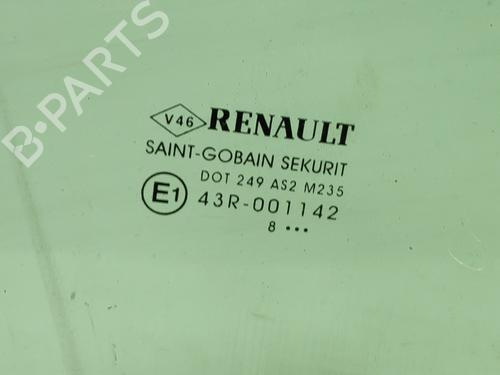 B-PARTS
V46 RENAULT
SAINT-GOBAIN SEKURIT
DOT 249 AS2 M235
E1 43R-001142
8 •••